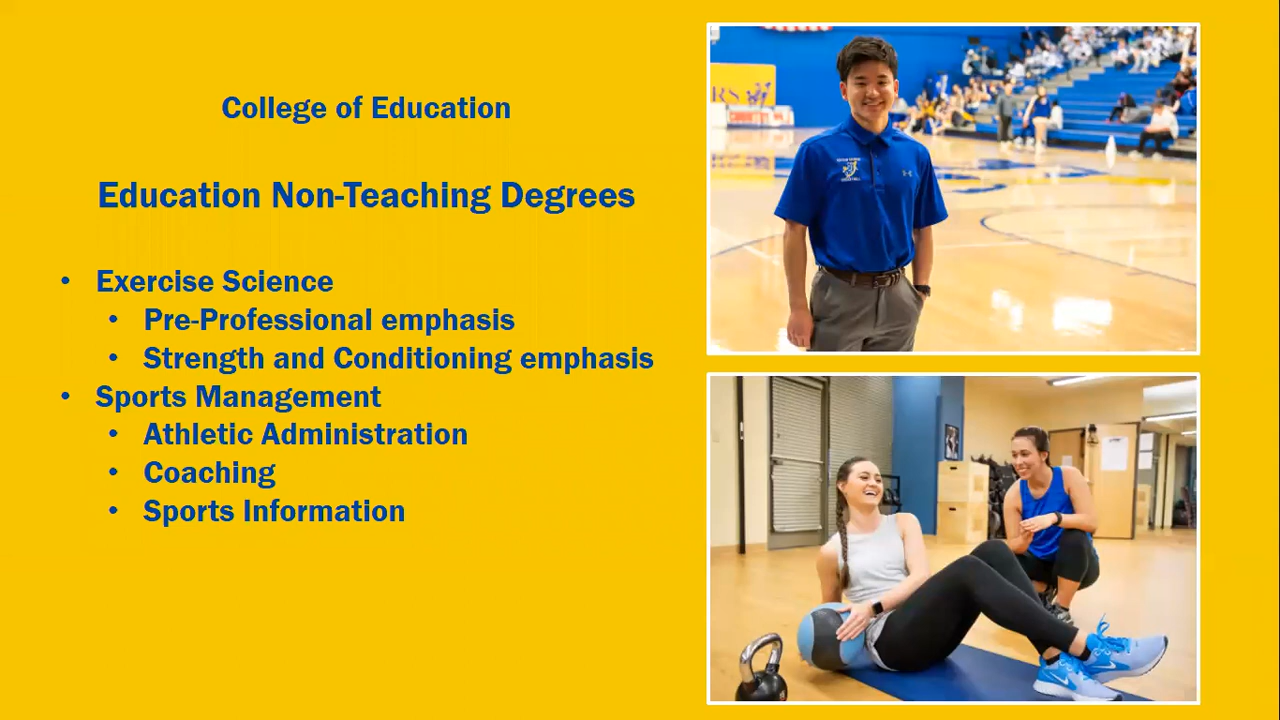 College of Education
Education Non-Teaching Degrees
• Exercise Science
• Pre-Professional emphasis
• Strength and Conditioning emphasis
• Sports Management
• Athletic Administration
• Coaching
• Sports Information